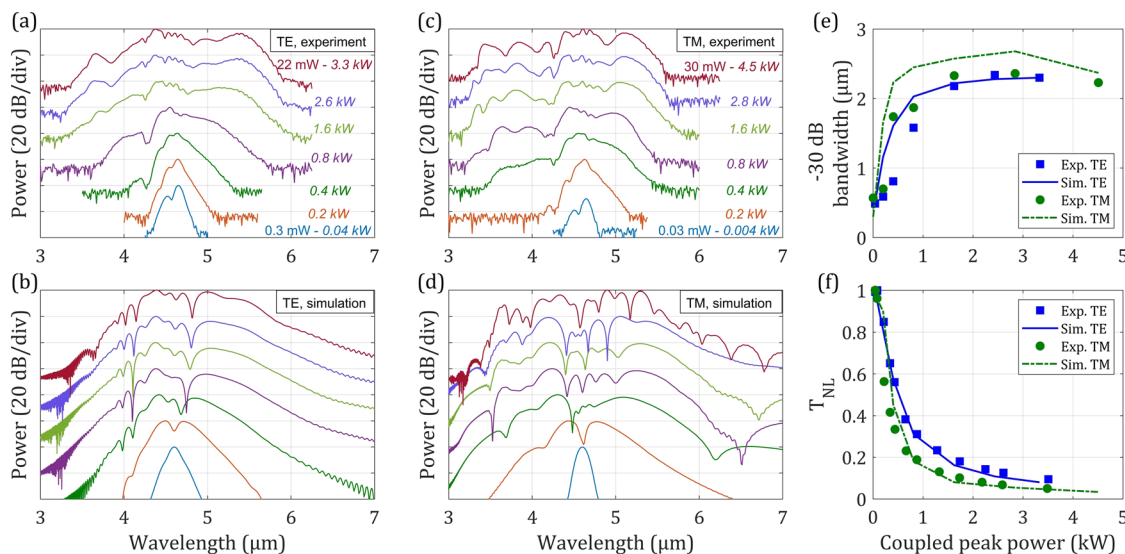 (a)
TE, experiment
Power (20 dB/div)
22 mW - 3.3 kW
2.6 kW
1.6 kW
0.8 kW
0.4 kW
0.2 kW
0.3 mW - 0.04 kW
3 4 5 6 7
(b)
TE, simulation
Power (20 dB/div)
3 4 5 6 7
Wavelength (μm)
(c)
TM, experiment
Power (20 dB/div)
30 mW - 4.5 kW
2.8 kW
1.6 kW
0.8 kW
0.4 kW
0.2 kW
0.03 mW - 0.004 kW
3 4 5 6 7
(d)
TM, simulation
Power (20 dB/div)
3 4 5 6 7
Wavelength (μm)
(e)
-30 dB
bandwidth (μm)
3
2
1
0
Exp. TE
Sim. TE
Exp. TM
Sim. TM
0 1 2 3 4 5
(f)
T_NL
1
0.8
0.6
0.4
0.2
0
Exp. TE
Sim. TE
Exp. TM
Sim. TM
0 1 2 3 4 5
Coupled peak power (kW)